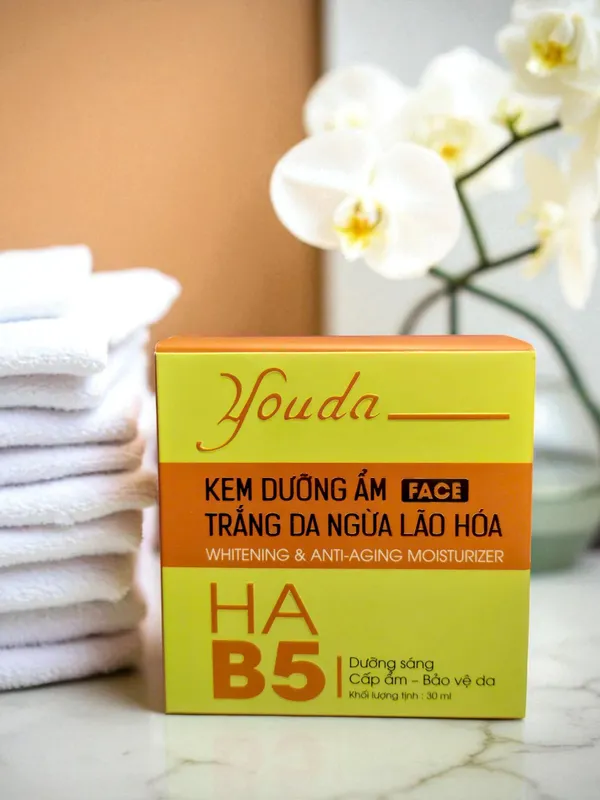 Youda
KEM DƯỠNG ẨM FACE
TRẮNG DA NGỪA LÃO HÓA
WHITENING & ANTI-AGING MOISTURIZER
HA
B5
Dưỡng sáng
Cấp ẩm – Bảo vệ da
Khối lượng tịnh : 30 ml